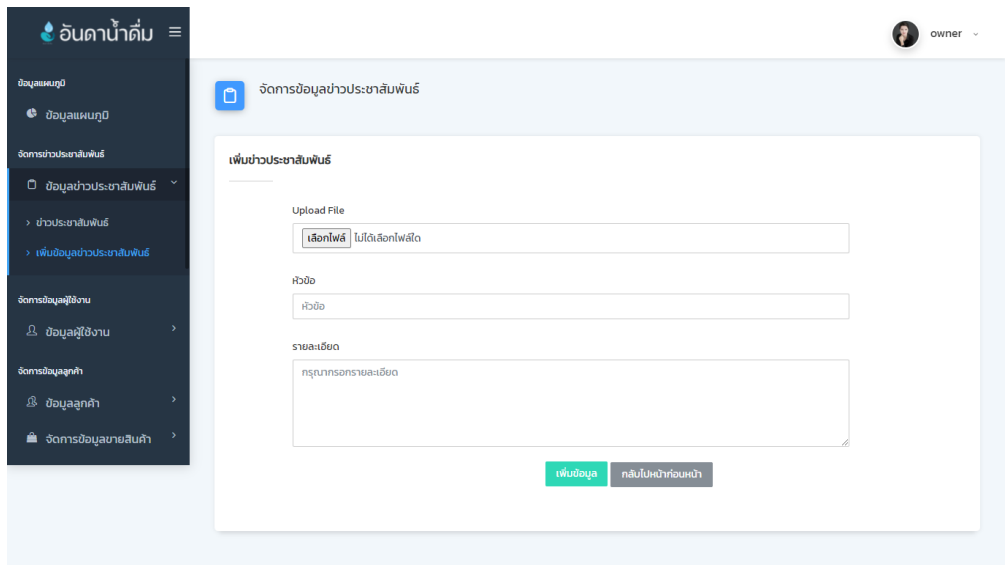 อันดาน้ำดื่ม
owner
ข้อมูลแผนภูมิ
ข้อมูลแผนภูมิ
จัดการข่าวประชาสัมพันธ์
ข้อมูลข่าวประชาสัมพันธ์
ข่าวประชาสัมพันธ์
เพิ่มข้อมูลข่าวประชาสัมพันธ์
จัดการข้อมูลผู้ใช้งาน
ข้อมูลผู้ใช้งาน
จัดการข้อมูลลูกค้า
ข้อมูลลูกค้า
จัดการข้อมูลขายสินค้า
จัดการข้อมูลข่าวประชาสัมพันธ์
เพิ่มข่าวประชาสัมพันธ์
Upload File
เลือกไฟล์ ไม่ได้เลือกไฟล์ใด
หัวข้อ
หัวข้อ
รายละเอียด
กรุณากรอกรายละเอียด
เพิ่มข้อมูล กลับไปหน้าก่อนหน้า